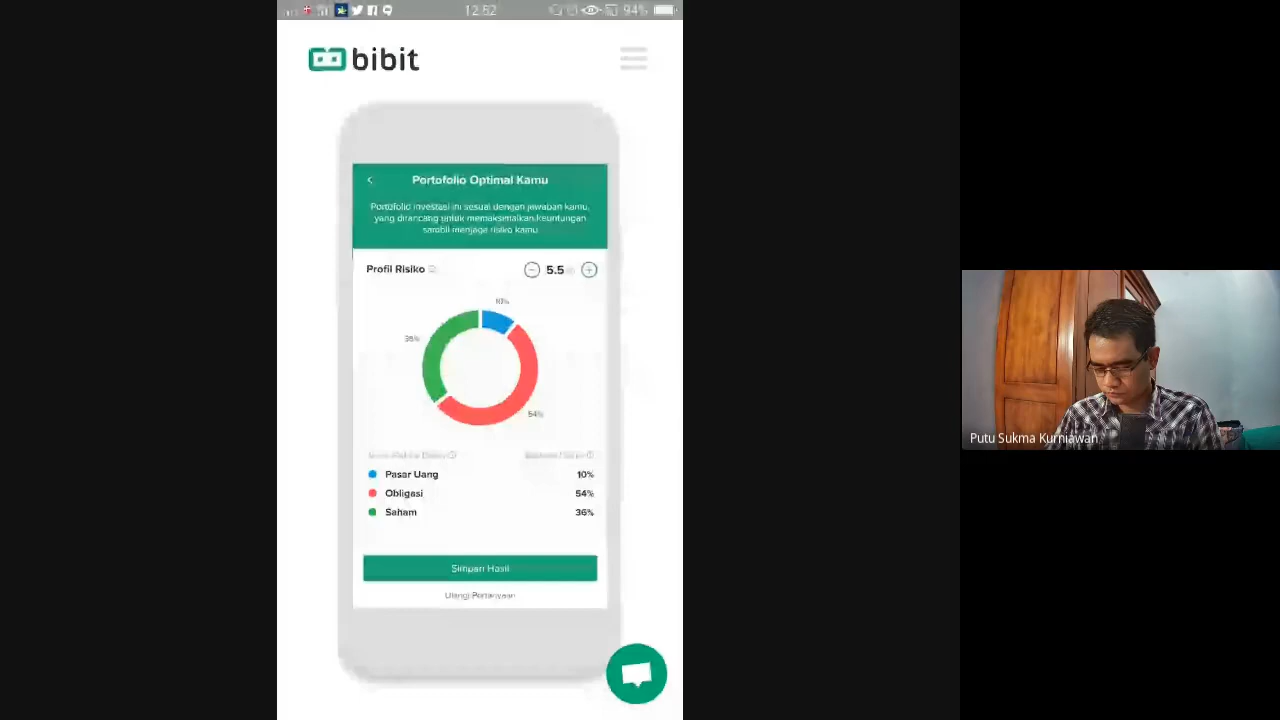 12:52
94%
bibit
Portofolio Optimal Kamu
Portofolio investasi ini sesuai dengan jawaban kamu,
yang dirancang untuk memaksimalkan keuntungan
sambil menjaga risiko kamu
Profil Risiko
5.5
10%
36%
54%
Pasar Uang 10%
Obligasi 54%
Saham 36%
Simpan Hasil
Ulangi Pertanyaan
Putu Sukma Kurniawan